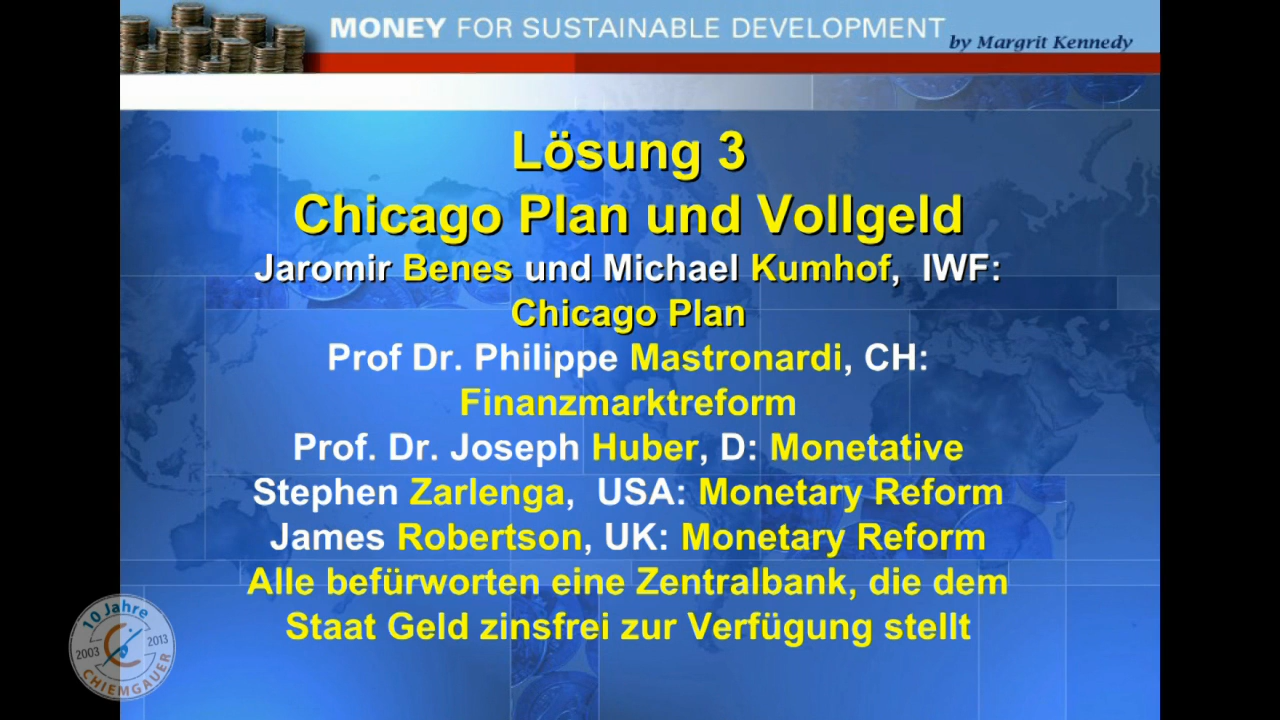 MONEY FOR SUSTAINABLE DEVELOPMENT
by Margrit Kennedy
Lösung 3
Chicago Plan und Vollgeld
Jaromir Benes und Michael Kumhof, IWF:
Chicago Plan
Prof Dr. Philippe Mastronardi, CH:
Finanzmarktreform
Prof. Dr. Joseph Huber, D: Monetative
Stephen Zarlenga, USA: Monetary Reform
James Robertson, UK: Monetary Reform
Alle befürworten eine Zentralbank, die dem
Staat Geld zinsfrei zur Verfügung stellt
10 Jahre
2003 2013
CHIEMGAUER